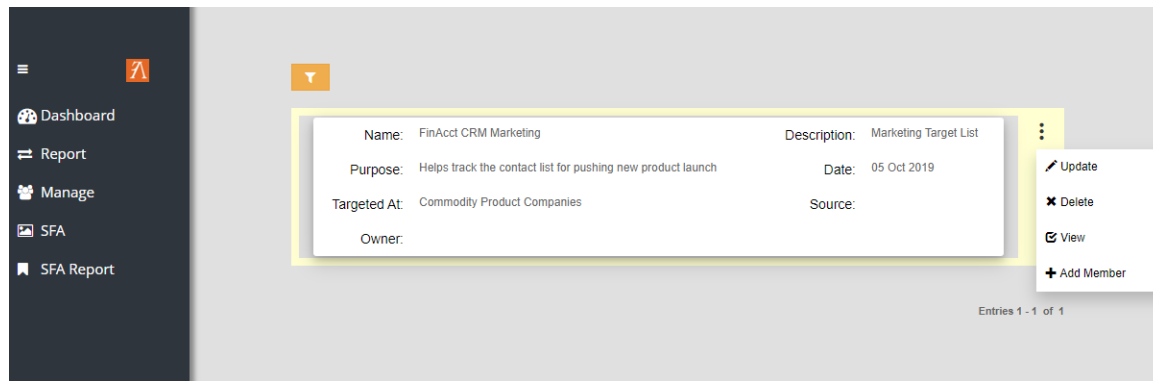 Dashboard
Report
Manage
SFA
SFA Report
Name: FinAcct CRM Marketing Description: Marketing Target List
Purpose: Helps track the contact list for pushing new product launch Date: 05 Oct 2019
Targeted At: Commodity Product Companies Source:
Owner:
Update
Delete
View
Add Member
Entries 1 - 1 of 1